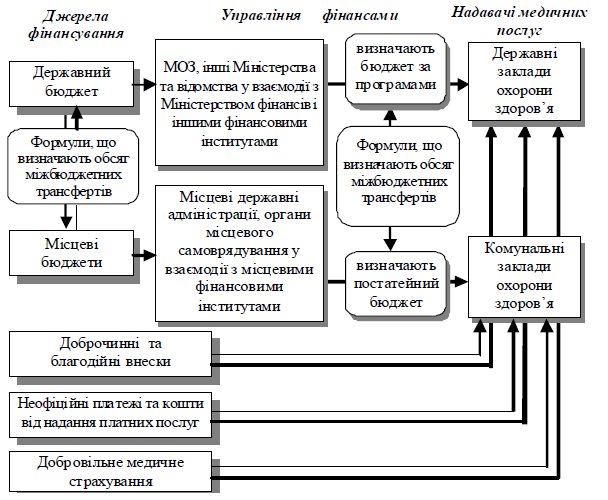 Джерела
фінансування
Управління фінансами
Надавачі медичних
послуг
Державний
бюджет
МОЗ, інші Міністерства
та відомства у взаємодії з
Міністерством фінансів і
іншими фінансовими
інститутами
визначають
бюджет за
програмами
Державні
заклади
охорони
здоров’я
Формули, що
визначають обсяг
міжбюджетних
трансфертів
Формули, що
визначають обсяг
міжбюджетних
трансфертів
Місцеві
бюджети
Місцеві державні
адміністрації, органи
місцевого
самоврядування у
взаємодії з місцевими
фінансовими
інститутами
визначають
постатейний
бюджет
Комунальні
заклади
охорони
здоров’я
Доброчинні та
благодійні внески
Неофіційні платежі та кошти
від надання платних послуг
Добровільне медичне
страхування